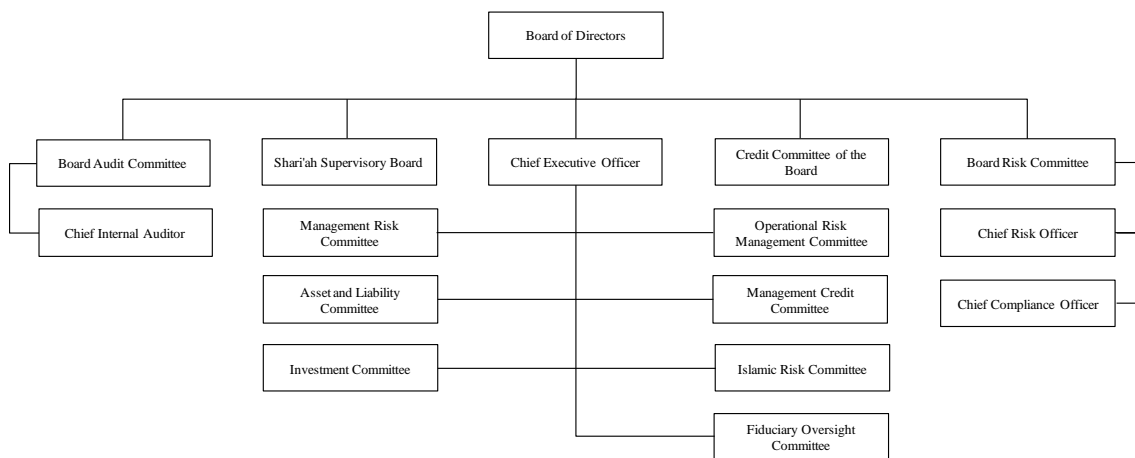 Board of Directors
Board Audit Committee
Shari'ah Supervisory Board
Chief Executive Officer
Credit Committee of the
Board
Board Risk Committee
Chief Internal Auditor
Management Risk
Committee
Operational Risk
Management Committee
Chief Risk Officer
Asset and Liability
Committee
Management Credit
Committee
Chief Compliance Officer
Investment Committee
Islamic Risk Committee
Fiduciary Oversight
Committee